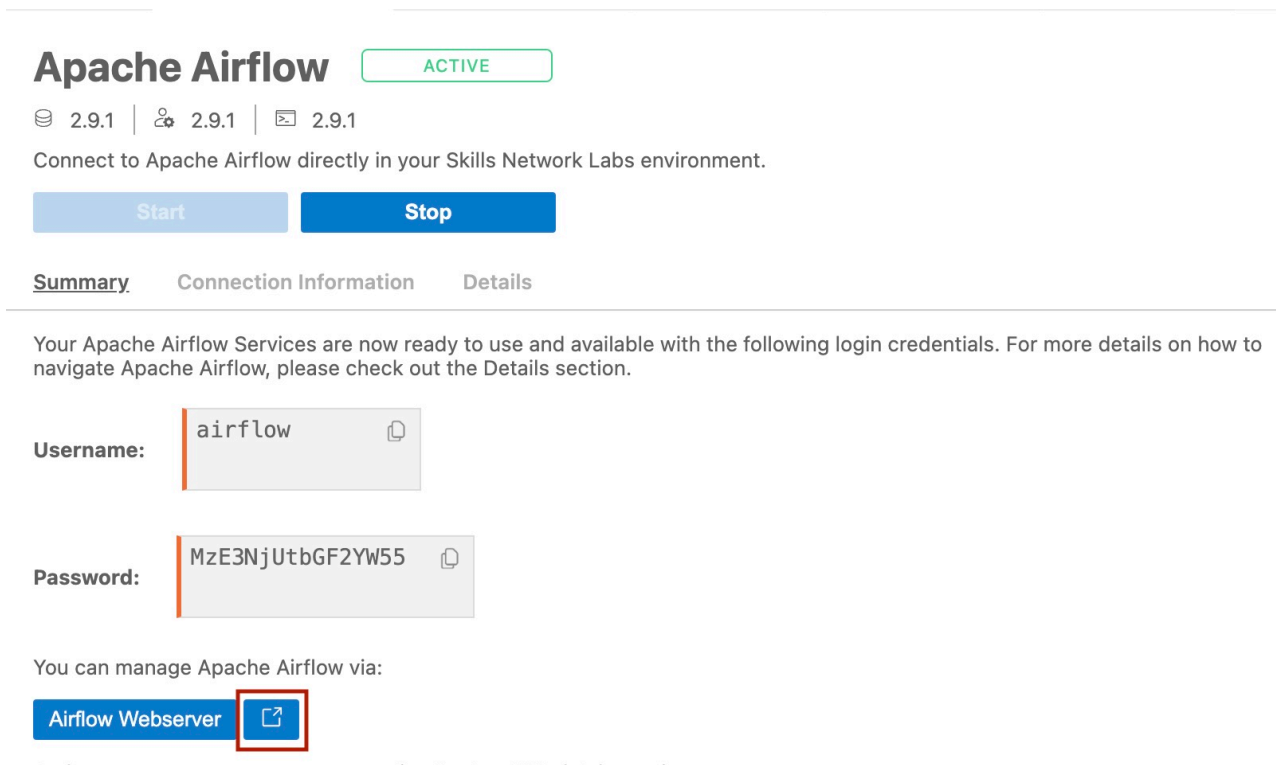 Apache Airflow ACTIVE
2.9.1 2.9.1 2.9.1
Connect to Apache Airflow directly in your Skills Network Labs environment.
Start Stop
Summary Connection Information Details
Your Apache Airflow Services are now ready to use and available with the following login credentials. For more details on how to
navigate Apache Airflow, please check out the Details section.
Username: airflow
Password: MzE3NjUtbGF2YW55
You can manage Apache Airflow via:
Airflow Webserver